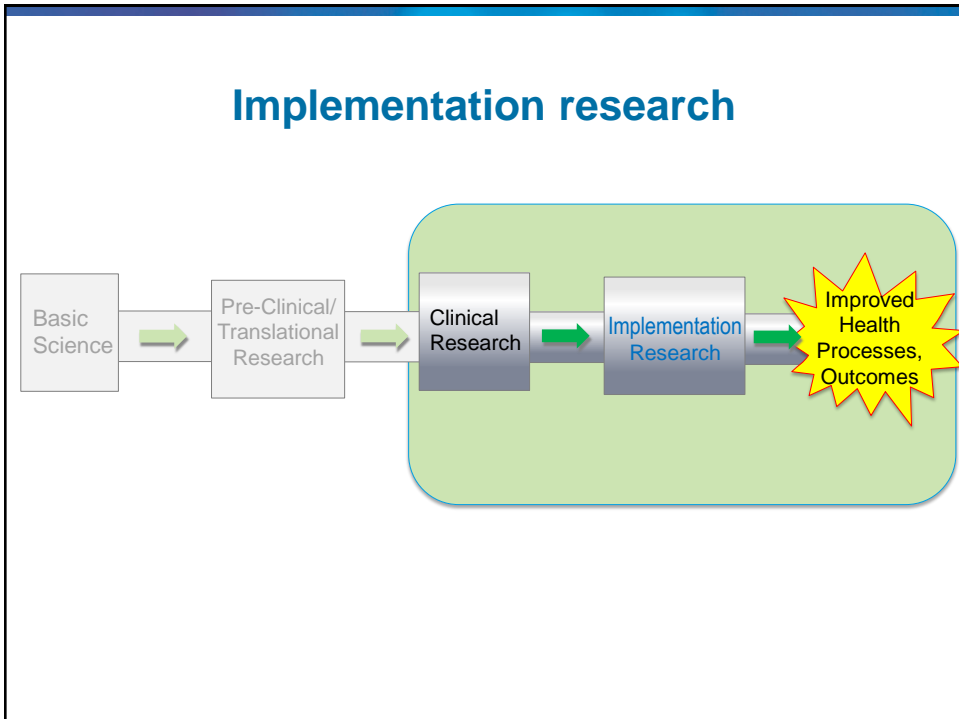 Implementation research
Basic
Science
Pre-Clinical/
Translational
Research
Clinical
Research
Implementation
Research
Improved
Health
Processes,
Outcomes